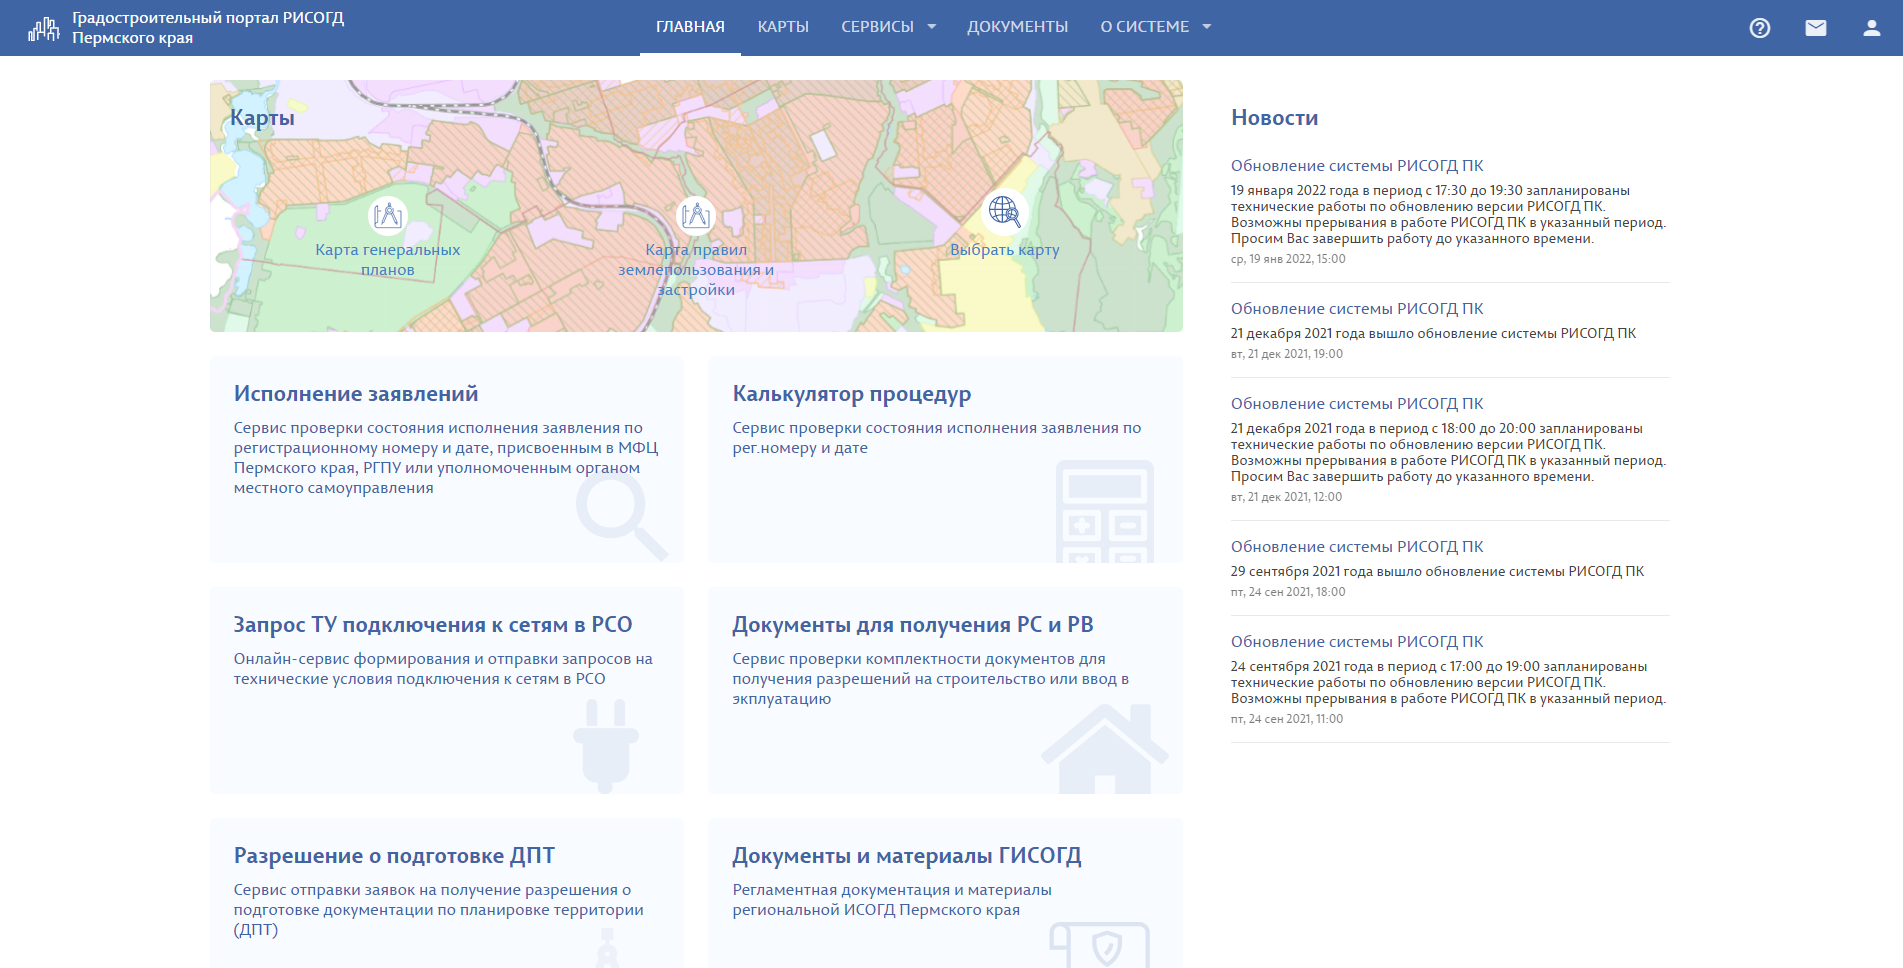 Градостроительный портал РИСОГД
Пермского края
ГЛАВНАЯ
КАРТЫ
СЕРВИСЫ
ДОКУМЕНТЫ
О СИСТЕМЕ
Карты
Карта генеральных
планов
Карта правил
землепользования и
застройки
Выбрать карту
Исполнение заявлений
Сервис проверки состояния исполнения заявления по
регистрационному номеру и дате, присвоенным в МФЦ
Пермского края, РГПУ или уполномоченным органом
местного самоуправления
Калькулятор процедур
Сервис проверки состояния исполнения заявления по
рег.номеру и дате
Запрос ТУ подключения к сетям в РСО
Онлайн-сервис формирования и отправки запросов на
технические условия подключения к сетям в РСО
Документы для получения РС и РВ
Сервис проверки комплектности документов для
получения разрешений на строительство или ввод в
экплуатацию
Разрешение о подготовке ДПТ
Сервис отправки заявок на получение разрешения о
подготовке документации по планировке территории
(ДПТ)
Документы и материалы ГИСОГД
Регламентная документация и материалы
региональной ИСОГД Пермского края
Новости
Обновление системы РИСОГД ПК
19 января 2022 года в период с 17:30 до 19:30 запланированы
технические работы по обновлению версии РИСОГД ПК.
Возможны прерывания в работе РИСОГД ПК в указанный период.
Просим Вас завершить работу до указанного времени.
ср, 19 янв 2022, 15:00
Обновление системы РИСОГД ПК
21 декабря 2021 года вышло обновление системы РИСОГД ПК
вт, 21 дек 2021, 19:00
Обновление системы РИСОГД ПК
21 декабря 2021 года в период с 18:00 до 20:00 запланированы
технические работы по обновлению версии РИСОГД ПК.
Возможны прерывания в работе РИСОГД ПК в указанный период.
Просим Вас завершить работу до указанного времени.
вт, 21 дек 2021, 12:00
Обновление системы РИСОГД ПК
29 сентября 2021 года вышло обновление системы РИСОГД ПК
пт, 24 сен 2021, 18:00
Обновление системы РИСОГД ПК
24 сентября 2021 года в период с 17:00 до 19:00 запланированы
технические работы по обновлению версии РИСОГД ПК.
Возможны прерывания в работе РИСОГД ПК в указанный период.
пт, 24 сен 2021, 11:00